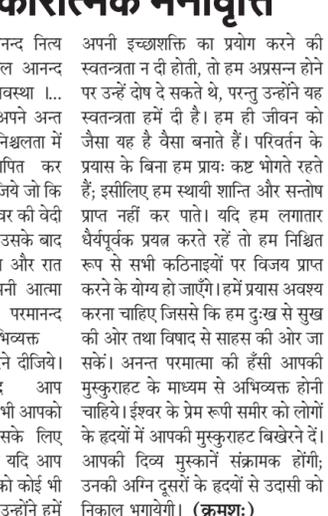 कारात्मक मनोवृत्ति
नन्द नित्य
ल आनन्द
वस्था ।...
अपने अन्त
निश्चलता में
पित कर
जिये जो कि
वर की वेदी
उसके बाद
और रात
नी आत्मा
परमानन्द
भिव्यक्त
ने दीजिये।
आप
भी आपको
सके लिए
यदि आप
को कोई भी
उन्होंने हमें
अपनी इच्छाशक्ति का प्रयोग करने की
स्वतन्त्रता न दी होती, तो हम अप्रसन्न होने
पर उन्हें दोष दे सकते थे, परन्तु उन्होंने यह
स्वतन्त्रता हमें दी है। हम ही जीवन को
जैसा यह है वैसा बनाते हैं। परिवर्तन के
प्रयास के बिना हम प्रायः कष्ट भोगते रहते
हैं; इसीलिए हम स्थायी शान्ति और सन्तोष
प्राप्त नहीं कर पाते। यदि हम लगातार
धैर्यपूर्वक प्रयत्न करते रहें तो हम निश्चित
रूप से सभी कठिनाइयों पर विजय प्राप्त
करने के योग्य हो जाएँगे। हमें प्रयास अवश्य
करना चाहिए जिससे कि हम दुःख से सुख
की ओर तथा विषाद से साहस की ओर जा
सकें। अनन्त परमात्मा की हँसी आपकी
मुस्कुराहट के माध्यम से अभिव्यक्त होनी
चाहिये। ईश्वर के प्रेम रूपी समीर को लोगों
के हृदयों में आपकी मुस्कुराहट बिखेरने दें।
आपकी दिव्य मुस्कानें संक्रामक होंगी;
उनकी अग्नि दूसरों के हृदयों से उदासी को
निकाल भगायेगी। (क्रमशः)